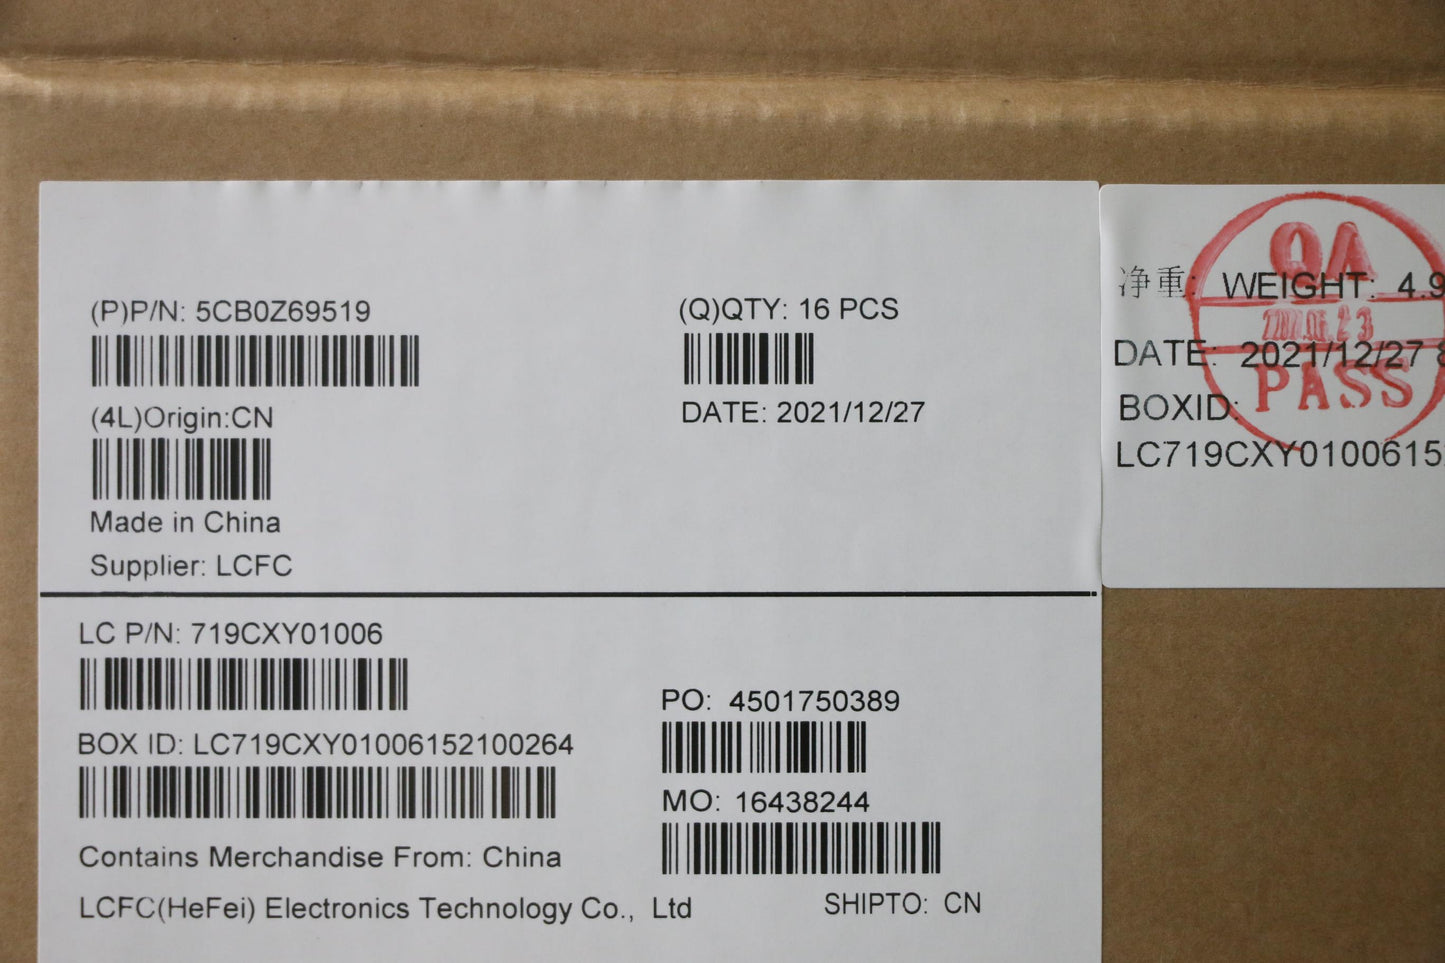 (P)P/N: 5CB0Z69519
(Q)QTY: 16 PCS
(4L)Origin:CN
DATE: 2021/12/27
Made in China
Supplier: LCFC
LC P/N: 719CXY01006
PO: 4501750389
BOX ID: LC719CXY01006152100264
MO: 16438244
Contains Merchandise From: China
LCFC(HeFei) Electronics Technology Co., Ltd
SHIPTO: CN
QA
净重: WEIGHT: 4.9
DATE: 2021/12/27
PASS
BOXID:
LC719CXY0100615